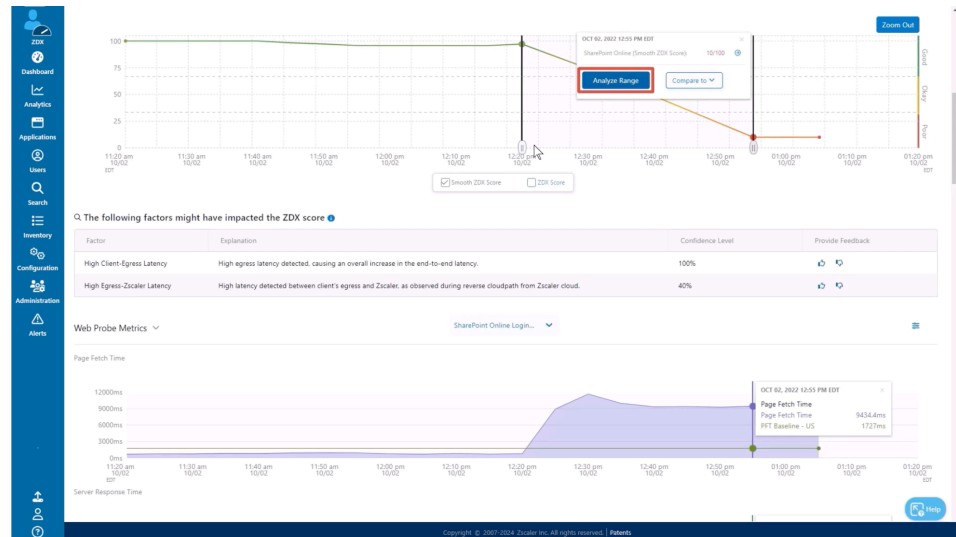 ZDX
Dashboard
Analytics
Applications
Users
Search
Inventory
Configuration
Administration
Alerts
Zoom Out
100
75
50
25
0
Good
Okay
Poor
OCT 02, 2022 12:55 PM EDT
SharePoint Online (Smooth ZDX Score): 10/100
Analyze Range
Compare to
11:20 am 11:30 am 11:40 am 11:50 am 12:00 pm 12:10 pm 12:20 pm 12:30 pm 12:40 pm 12:50 pm 01:00 pm 01:10 pm 01:20 pm
10/02 10/02 10/02 10/02 10/02 10/02 10/02 10/02 10/02 10/02 10/02 10/02 10/02
EDT EDT
Smooth ZDX Score ZDX Score
The following factors might have impacted the ZDX score
Factor Explanation Confidence Level Provide Feedback
High Client-Egress Latency High egress latency detected, causing an overall increase in the end-to-end latency. 100%
High Egress-Zscaler Latency High latency detected between client's egress and Zscaler, as observed during reverse cloudpath from Zscaler cloud. 40%
Web Probe Metrics SharePoint Online Login...
Page Fetch Time
12000ms
9000ms
6000ms
3000ms
0ms
OCT 02, 2022 12:55 PM EDT
Page Fetch Time
Page Fetch Time 9434.4ms
PFT Baseline - US 1727ms
11:20 am 11:30 am 11:40 am 11:50 am 12:00 pm 12:10 pm 12:20 pm 12:30 pm 12:40 pm 12:50 pm 01:00 pm 01:10 pm 01:20 pm
10/02 10/02 10/02 10/02 10/02 10/02 10/02 10/02 10/02 10/02 10/02 10/02 10/02
EDT EDT
Server Response Time
Help
Copyright © 2007-2024 Zscaler Inc. All rights reserved. | Patents